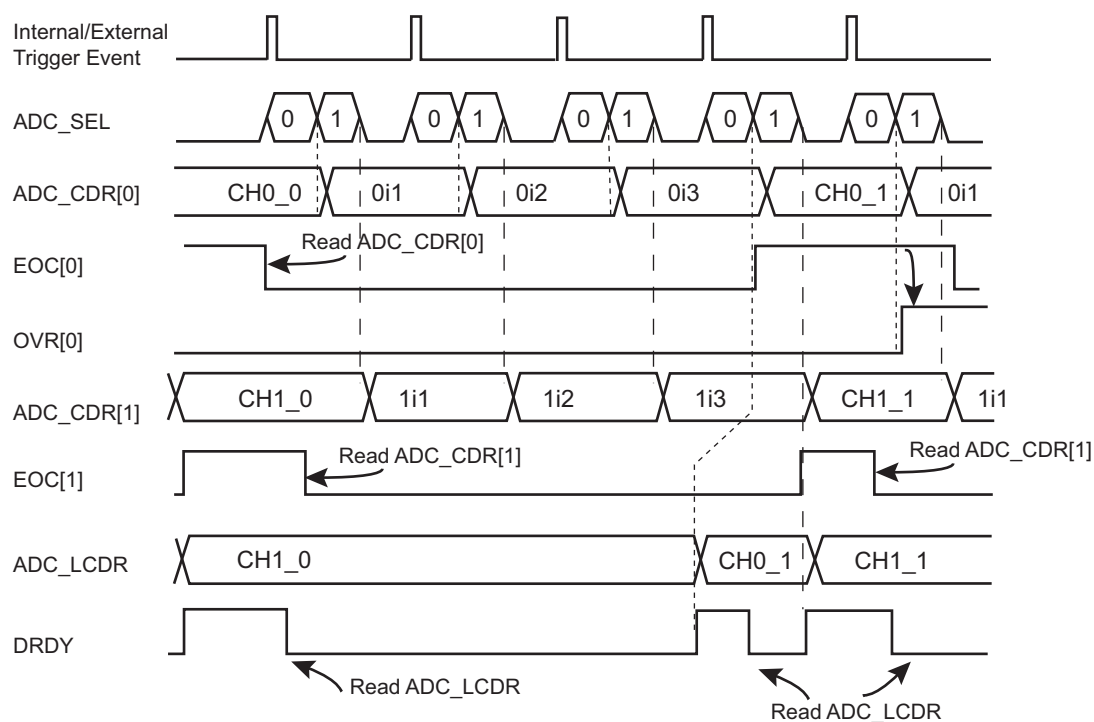 Internal/External
Trigger Event
ADC_SEL
0 1 0 1 0 1 0 1 0 1
ADC_CDR[0]
CH0_0 0i1 0i2 0i3 CH0_1 0i1
EOC[0]
Read ADC_CDR[0]
OVR[0]
ADC_CDR[1]
CH1_0 1i1 1i2 1i3 CH1_1 1i1
EOC[1]
Read ADC_CDR[1]
Read ADC_CDR[1]
ADC_LCDR
CH1_0 CH0_1 CH1_1
DRDY
Read ADC_LCDR
Read ADC_LCDR